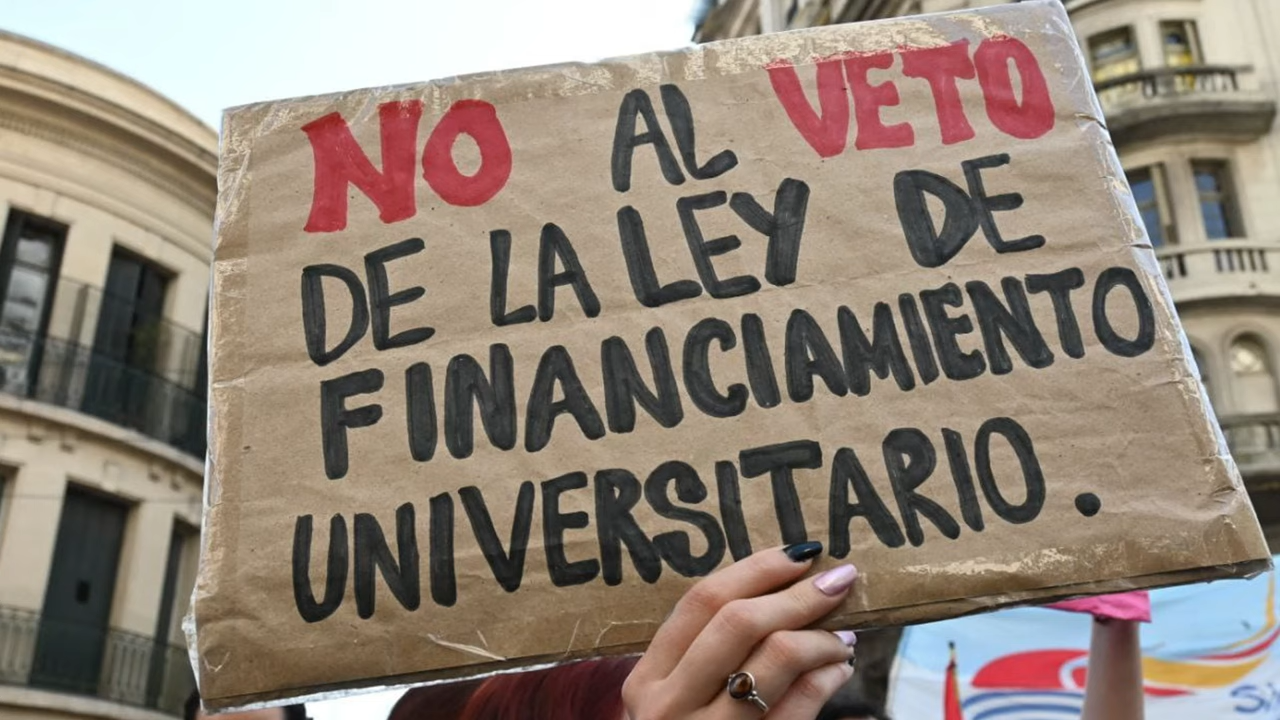 NO AL VETO
DE LA LEY DE
FINANCIAMIENTO
UNIVERSITARIO.